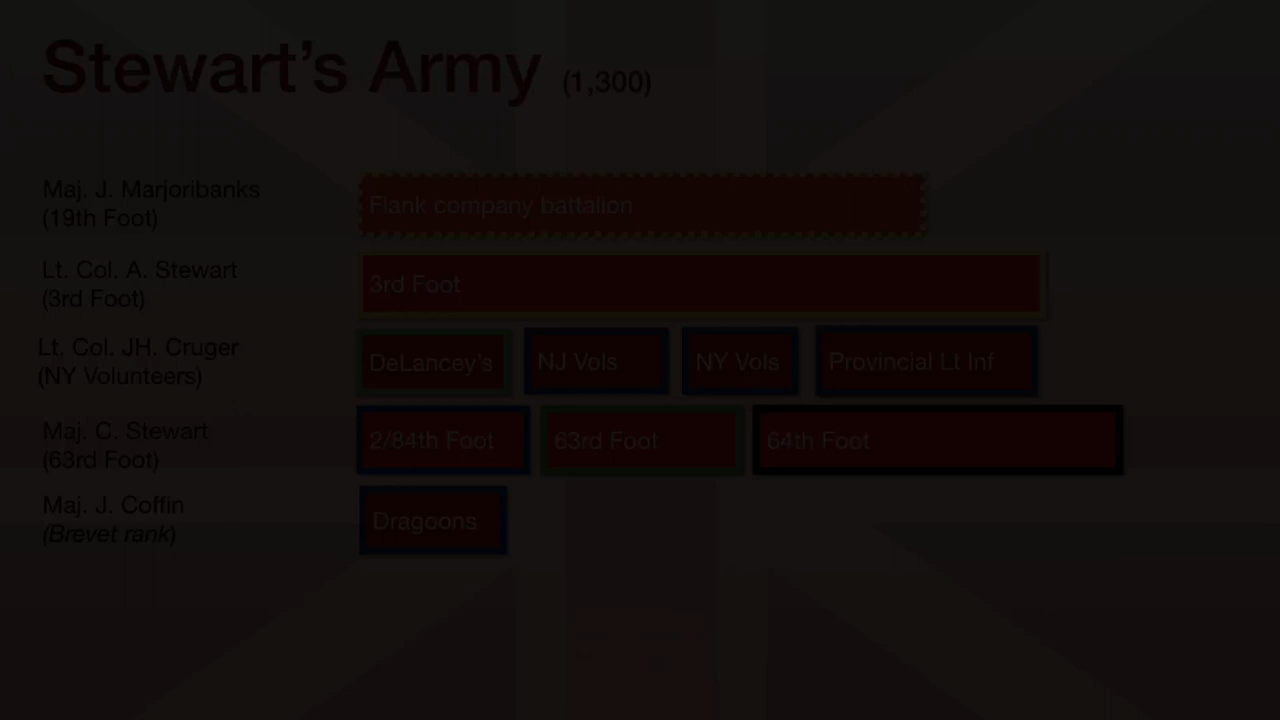 Stewart's Army (1,300)
Maj. J. Marjoribanks
(19th Foot)
Flank company battalion
Lt. Col. A. Stewart
(3rd Foot)
3rd Foot
Lt. Col. JH. Cruger
(NY Volunteers)
DeLancey's
NJ Vols
NY Vols
Provincial Lt Inf
Maj. C. Stewart
(63rd Foot)
2/84th Foot
63rd Foot
64th Foot
Maj. J. Coffin
(Brevet rank)
Dragoons